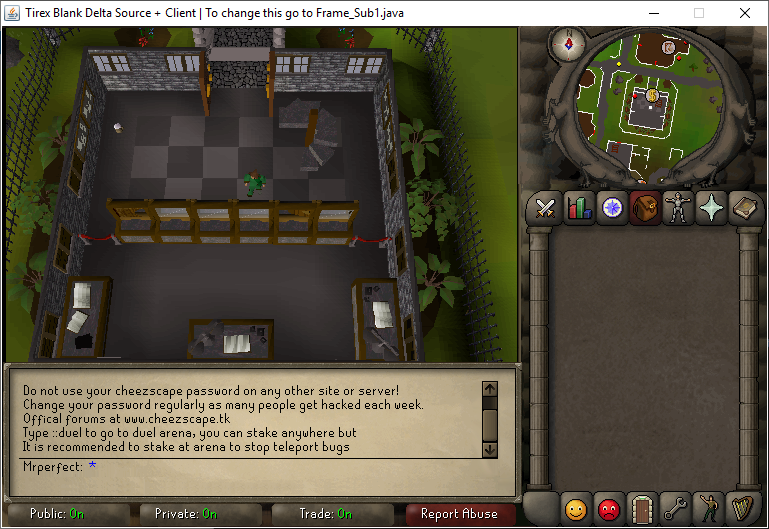 Tirex Blank Delta Source + Client | To change this go to Frame_Sub1.java
N
Do not use your cheezscape password on any other site or server!
Change your password regularly as many people get hacked each week.
Offical forums at www.cheezscape.tk
Type ::duel to go to duel arena, you can stake anywhere but
It is recommended to stake at arena to stop teleport bugs
Mrperfect: *
Public: On
Private: On
Trade: On
Report Abuse